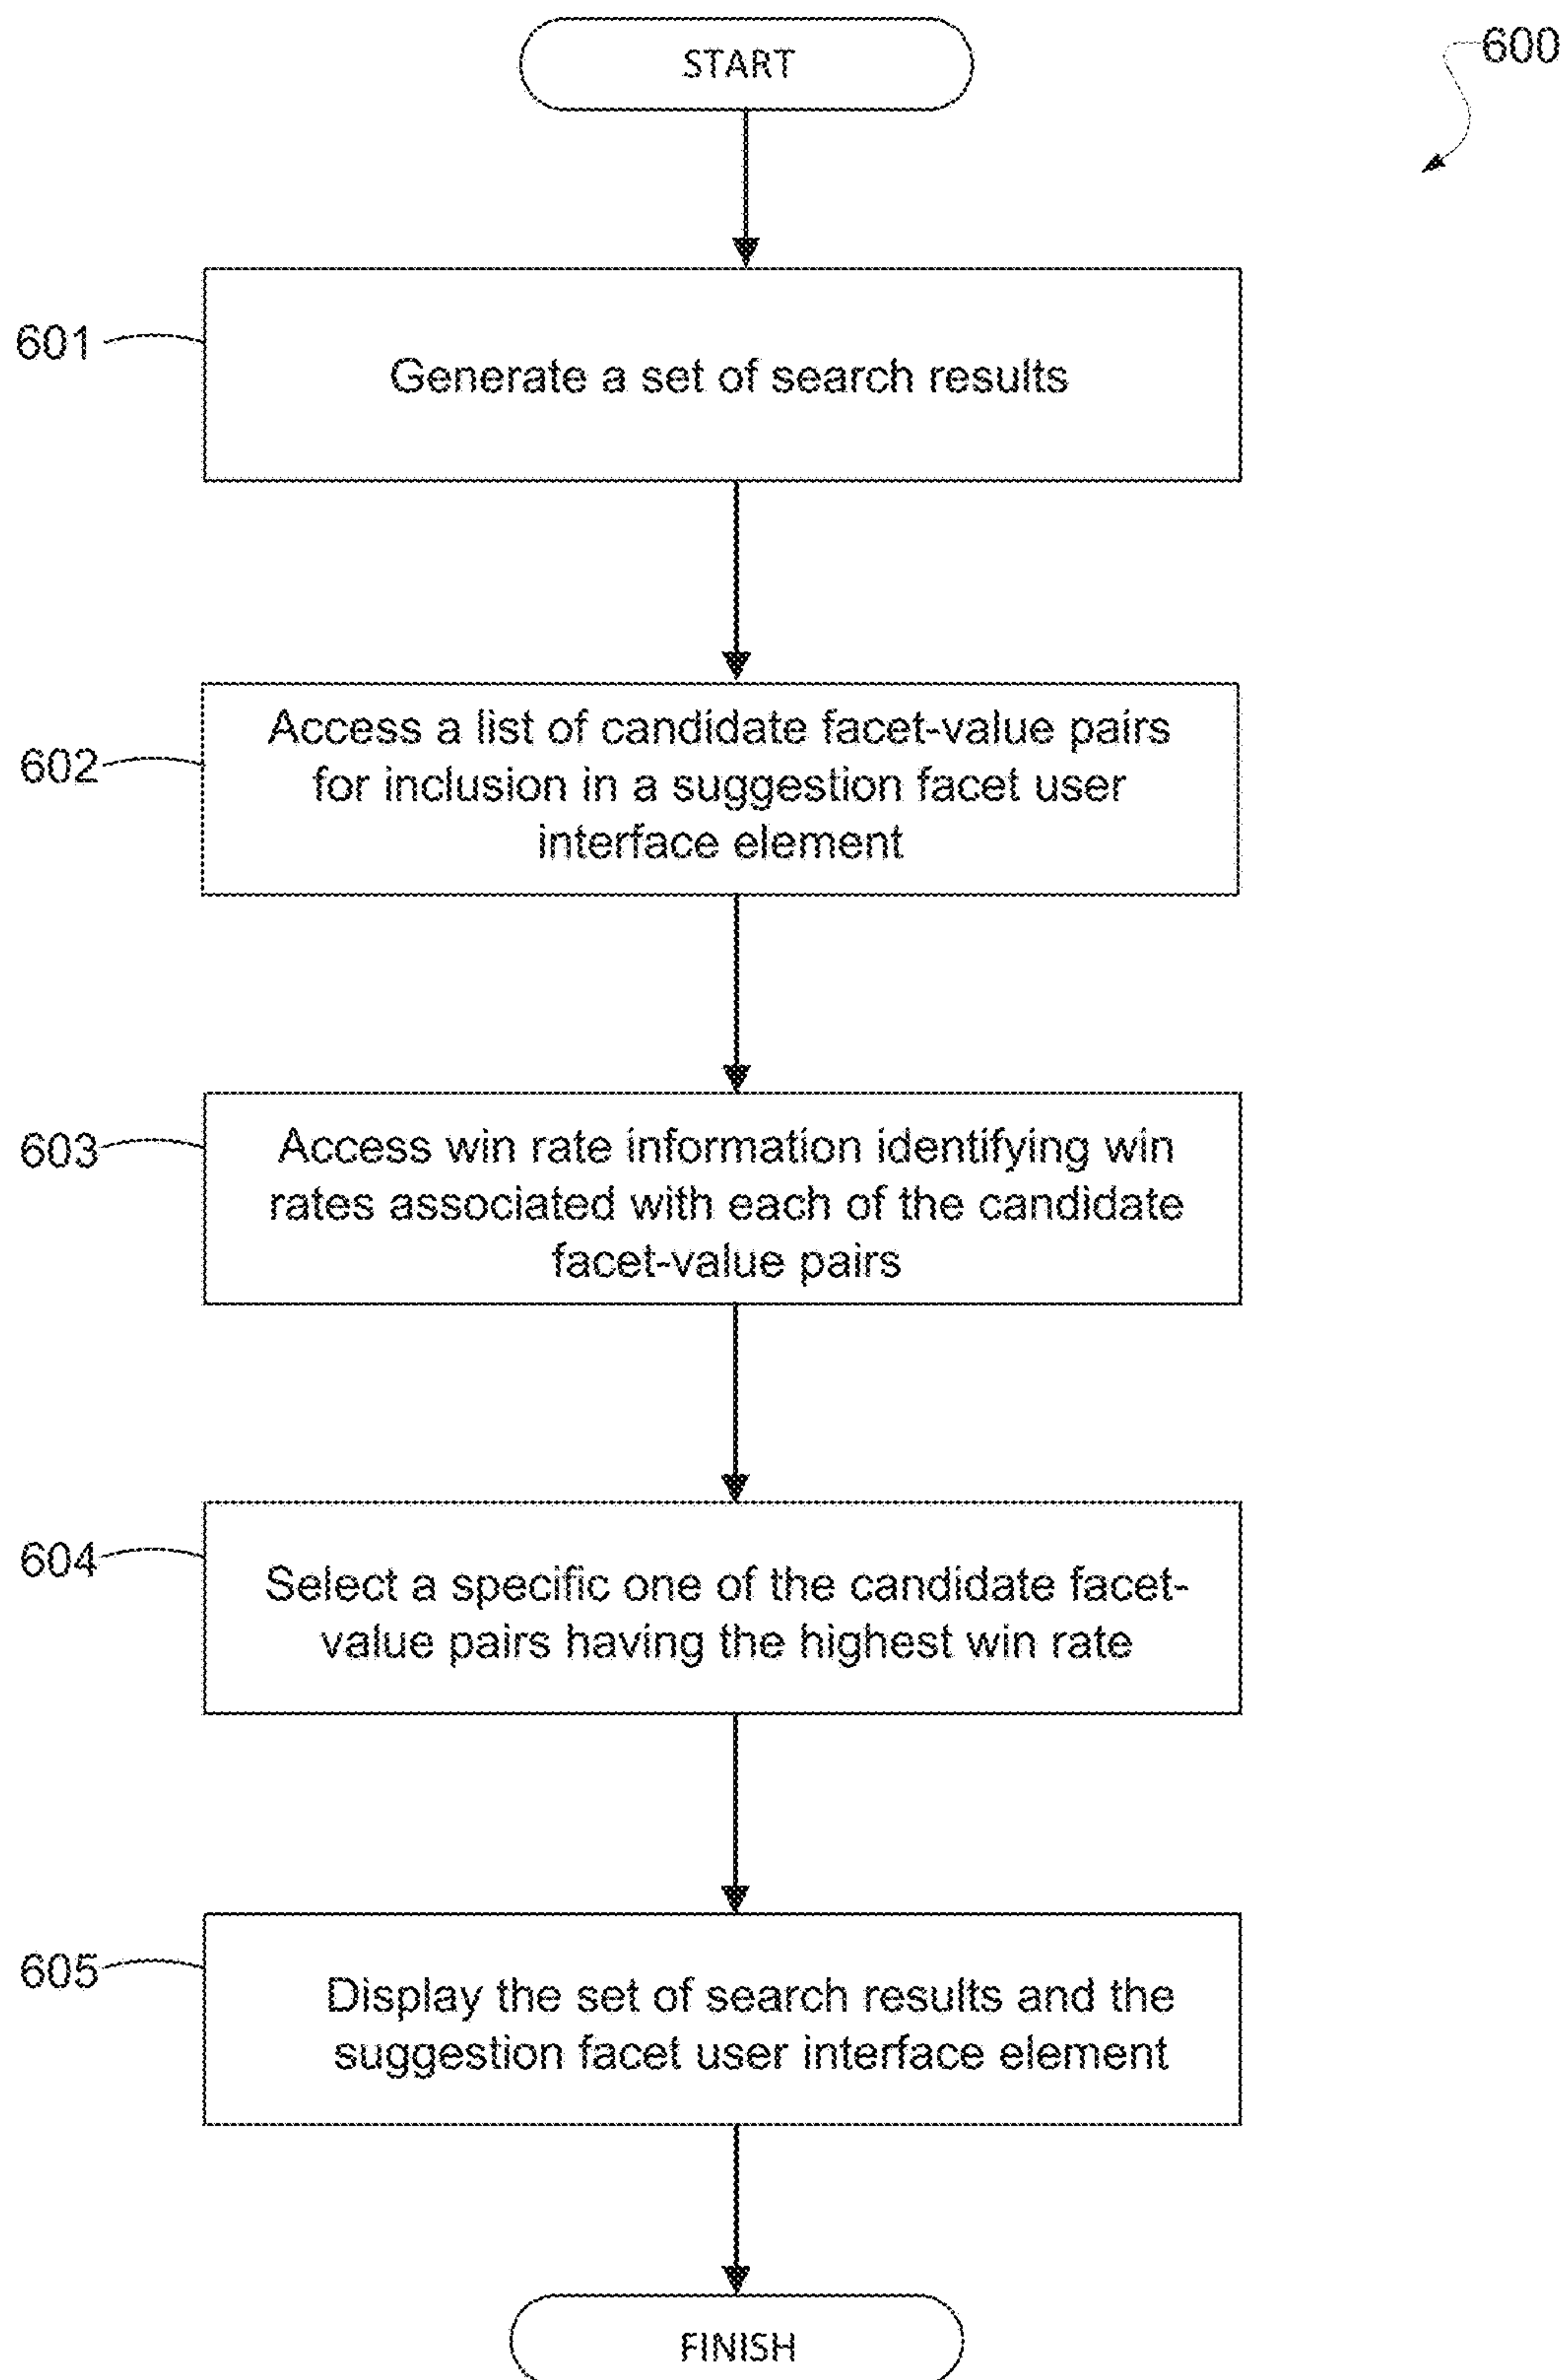 START
600
601
Generate a set of search results
602
Access a list of candidate facet-value pairs
for inclusion in a suggestion facet user
interface element
603
Access win rate information identifying win
rates associated with each of the candidate
facet-value pairs
604
Select a specific one of the candidate facet-
value pairs having the highest win rate
605
Display the set of search results and the
suggestion facet user interface element
FINISH